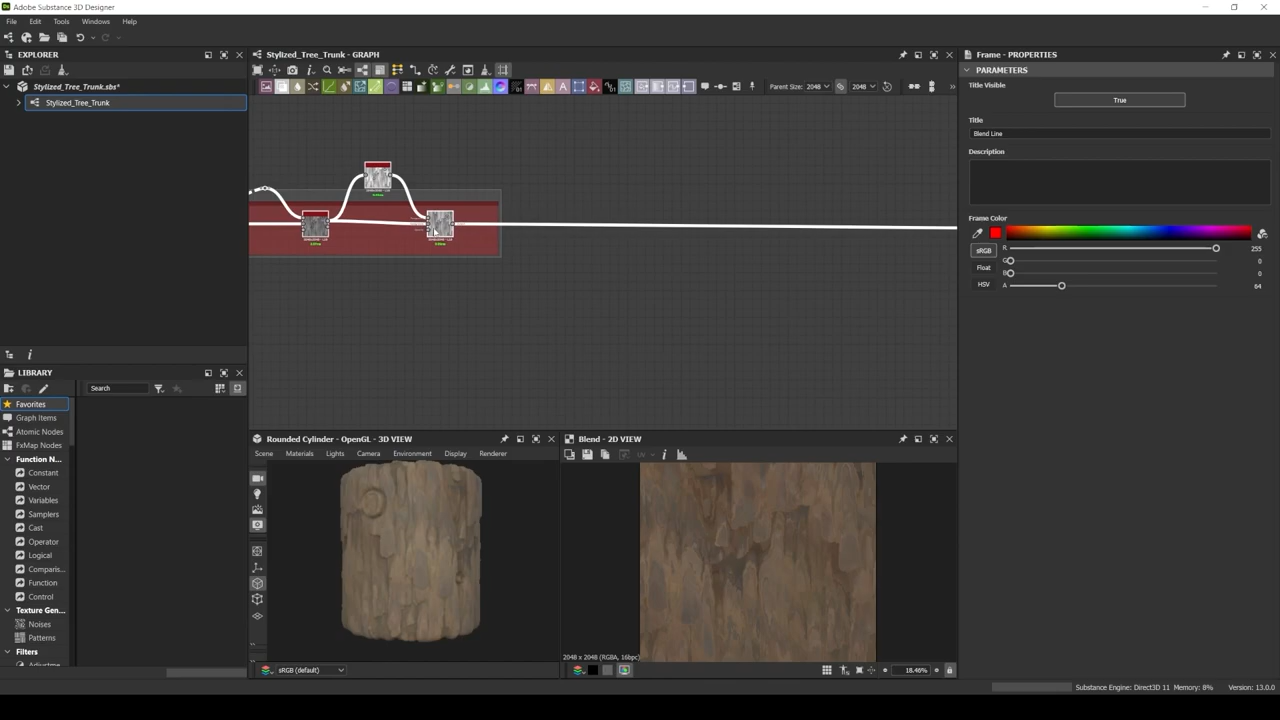 Adobe Substance 3D Designer
File Edit Tools Windows Help
EXPLORER
Stylized_Tree_Trunk.sbs*
Stylized_Tree_Trunk
LIBRARY
Search
Favorites
Graph Items
Atomic Nodes
FxMap Nodes
Function N...
Constant
Vector
Variables
Samplers
Cast
Operator
Logical
Comparis...
Function
Control
Texture Gen...
Noises
Patterns
Filters
Stylized_Tree_Trunk - GRAPH
Parent Size: 2048 2048
Rounded Cylinder - OpenGL - 3D VIEW
Scene Materials Lights Camera Environment Display Renderer
sRGB (default)
Blend - 2D VIEW
UV
2048 x 2048 (RGBA, 16bpc)
18.46%
Frame - PROPERTIES
PARAMETERS
Title Visible
True
Title
Blend Line
Description
Frame Color
sRGB R 255
Float G 0
B 0
HSV A 64
Substance Engine: Direct3D 11 Memory: 8% Version: 13.0.0